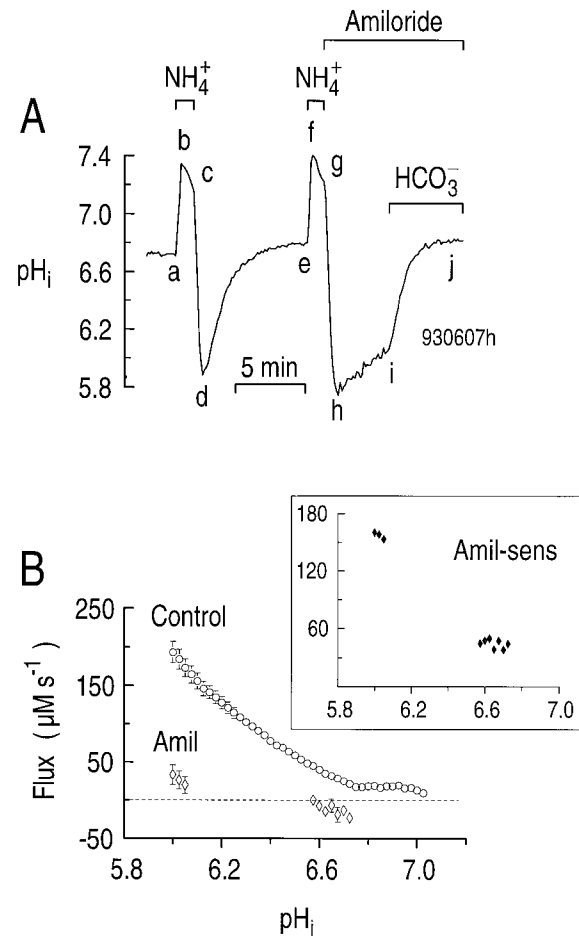 Amiloride
NH₄⁺ NH₄⁺
A
b f
c g
7.4
HCO₃⁻
7.0
pHᵢ
6.6
a e j
6.2
930607h
5 min i
5.8
d h
B
180
Amil-sens
120
60
5.8 6.2 6.6 7.0
250
Control
150
Flux ( µM s⁻¹)
Amil
50
-50
5.8 6.2 6.6 7.0
pHᵢ